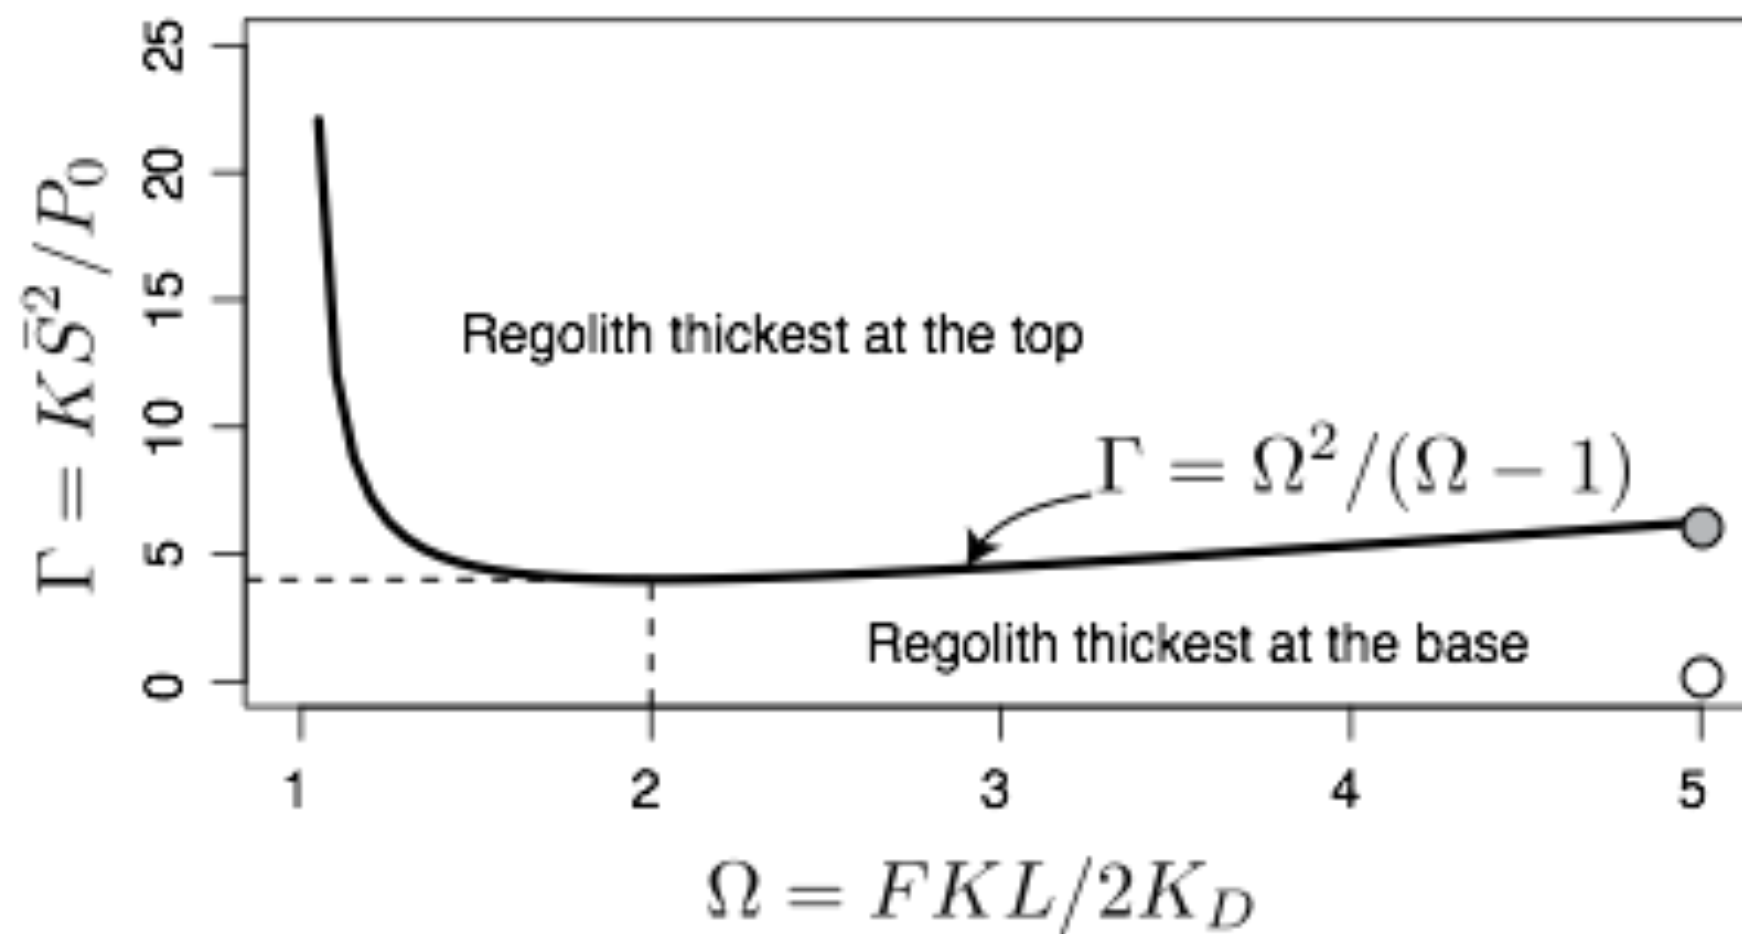 25
20
15
10
5
0
Γ = KS̄²/P₀
Regolith thickest at the top
Γ = Ω²/(Ω − 1)
Regolith thickest at the base
1 2 3 4 5
Ω = FKL/2K_D